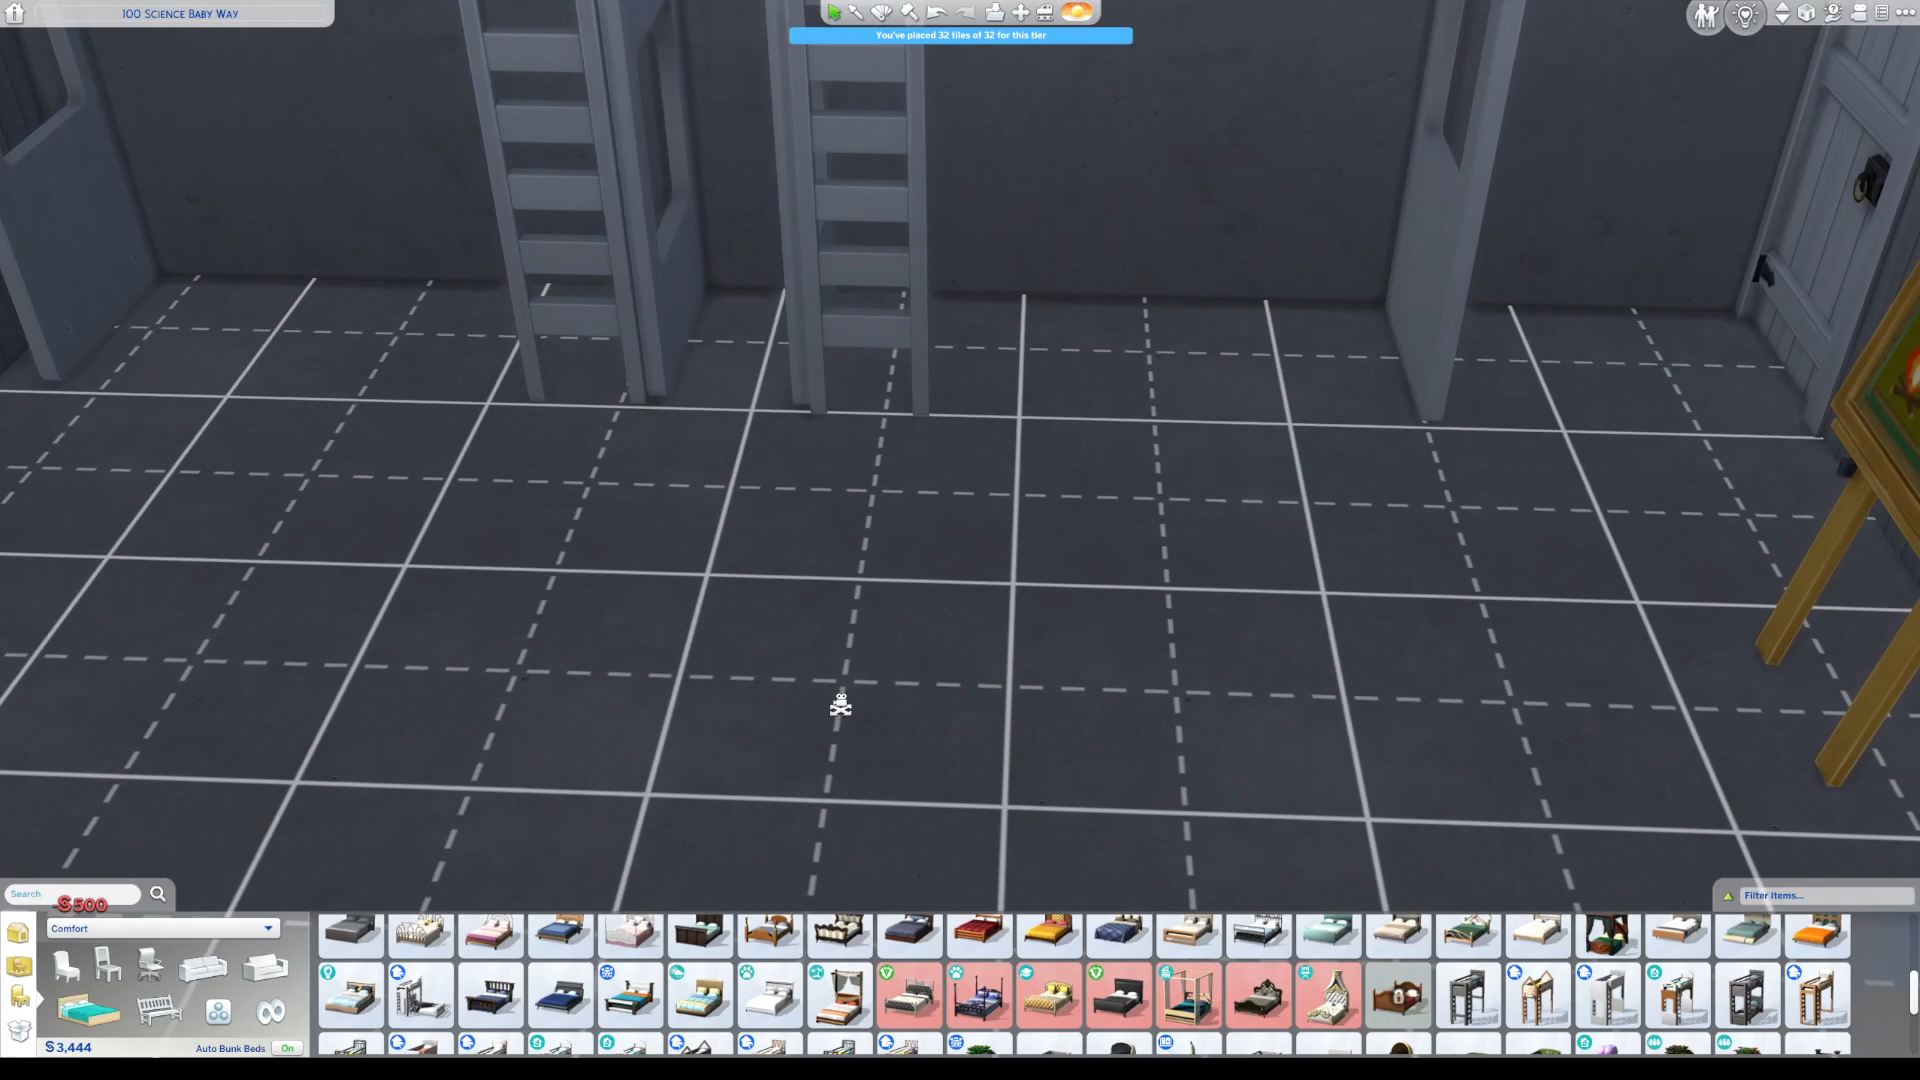 100 Science Baby Way
You've placed 32 tiles of 32 for this tier
Search
-§500
Filter Items...
Comfort
§3,444
Auto Bunk Beds
On